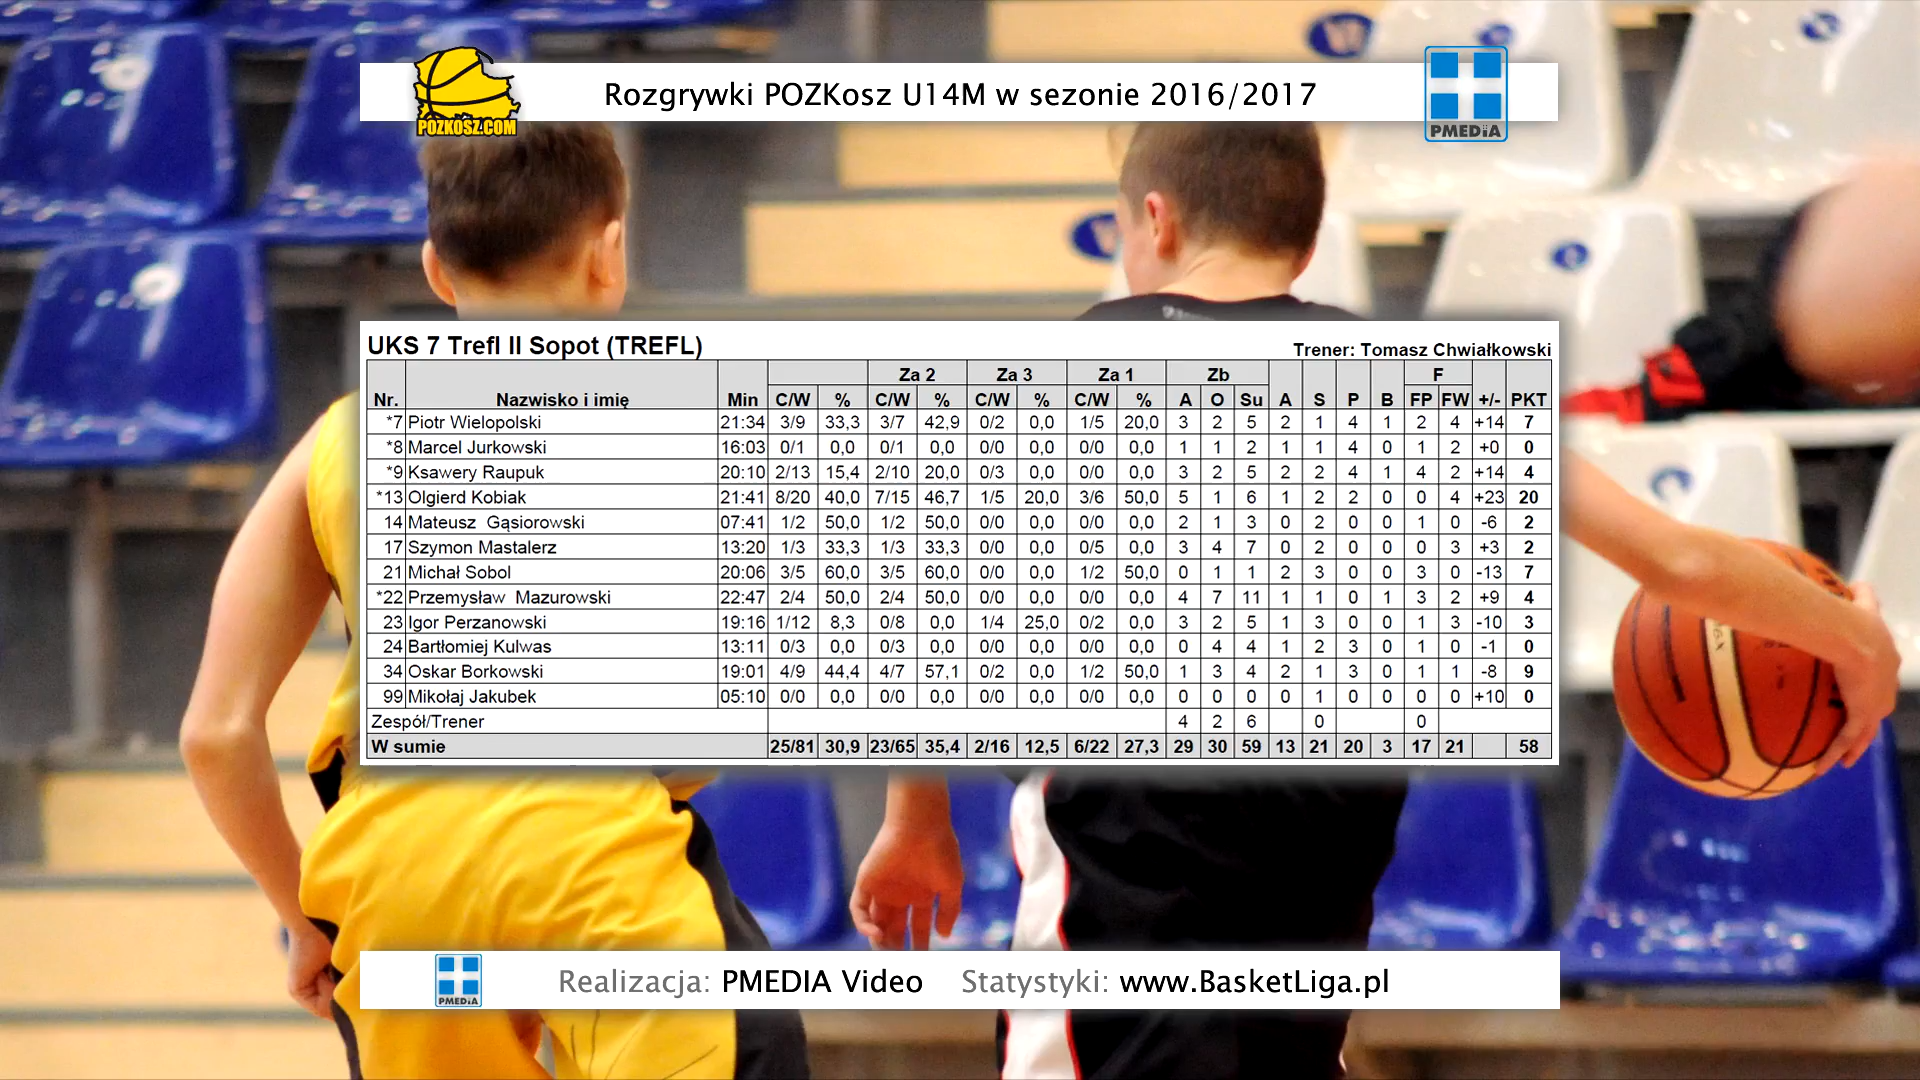 POZKOSZ.COM
Rozgrywki POZKosz U14M w sezonie 2016/2017
PMEDiA
UKS 7 Trefl II Sopot (TREFL) Trener: Tomasz Chwiałkowski
Za 2 Za 3 Za 1 Zb F
Nr. Nazwisko i imię Min C/W % C/W % C/W % C/W % A O Su A S P B FP FW +/- PKT
*7 Piotr Wielopolski 21:34 3/9 33,3 3/7 42,9 0/2 0,0 1/5 20,0 3 2 5 2 1 4 1 2 4 +14 7
*8 Marcel Jurkowski 16:03 0/1 0,0 0/1 0,0 0/0 0,0 0/0 0,0 1 1 2 1 1 4 0 1 2 +0 0
*9 Ksawery Raupuk 20:10 2/13 15,4 2/10 20,0 0/3 0,0 0/0 0,0 3 2 5 2 2 4 1 4 2 +14 4
*13 Olgierd Kobiak 21:41 8/20 40,0 7/15 46,7 1/5 20,0 3/6 50,0 5 1 6 1 2 2 0 0 4 +23 20
14 Mateusz Gąsiorowski 07:41 1/2 50,0 1/2 50,0 0/0 0,0 0/0 0,0 2 1 3 0 2 0 0 1 0 -6 2
17 Szymon Mastalerz 13:20 1/3 33,3 1/3 33,3 0/0 0,0 0/5 0,0 3 4 7 0 2 0 0 0 3 +3 2
21 Michał Sobol 20:06 3/5 60,0 3/5 60,0 0/0 0,0 1/2 50,0 0 1 1 2 3 0 0 3 0 -13 7
*22 Przemysław Mazurowski 22:47 2/4 50,0 2/4 50,0 0/0 0,0 0/0 0,0 4 7 11 1 1 0 1 3 2 +9 4
23 Igor Perzanowski 19:16 1/12 8,3 0/8 0,0 1/4 25,0 0/2 0,0 3 2 5 1 3 0 0 1 3 -10 3
24 Bartłomiej Kulwas 13:11 0/3 0,0 0/3 0,0 0/0 0,0 0/0 0,0 0 4 4 1 2 3 0 1 0 -1 0
34 Oskar Borkowski 19:01 4/9 44,4 4/7 57,1 0/2 0,0 1/2 50,0 1 3 4 2 1 3 0 1 1 -8 9
99 Mikołaj Jakubek 05:10 0/0 0,0 0/0 0,0 0/0 0,0 0/0 0,0 0 0 0 0 1 0 0 0 0 +10 0
Zespół/Trener 4 2 6 0 0
W sumie 25/81 30,9 23/65 35,4 2/16 12,5 6/22 27,3 29 30 59 13 21 20 3 17 21 58
PMEDiA
Realizacja: PMEDIA Video Statystyki: www.BasketLiga.pl